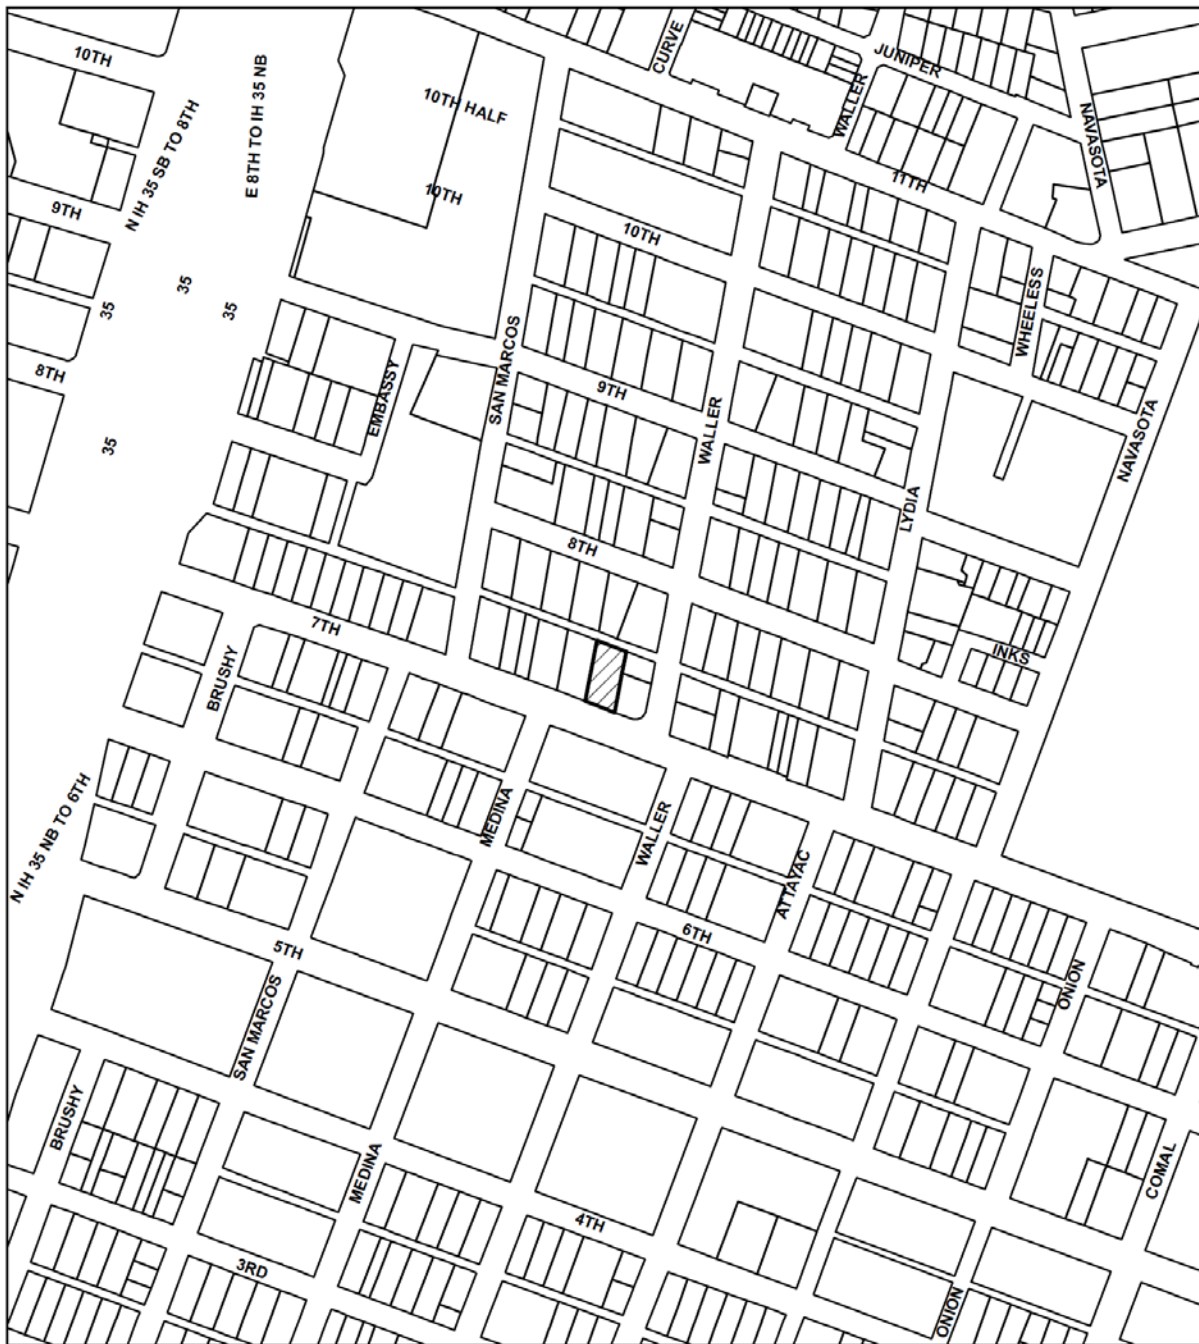 CURVE
10TH
JUNIPER
E 8TH TO IH 35 NB
10TH HALF
WALLER
NAVASOTA
N IH 35 SB TO 8TH
11TH
10TH
9TH
10TH
35
35
35
WHEELESS
8TH
EMBASSY
SAN MARCOS
9TH
WALLER
NAVASOTA
35
LYDIA
8TH
7TH
INKS
BRUSHY
N IH 35 NB TO 6TH
MEDINA
WALLER
ATTAYAC
6TH
5TH
ONION
SAN MARCOS
BRUSHY
MEDINA
COMAL
4TH
3RD
ONION